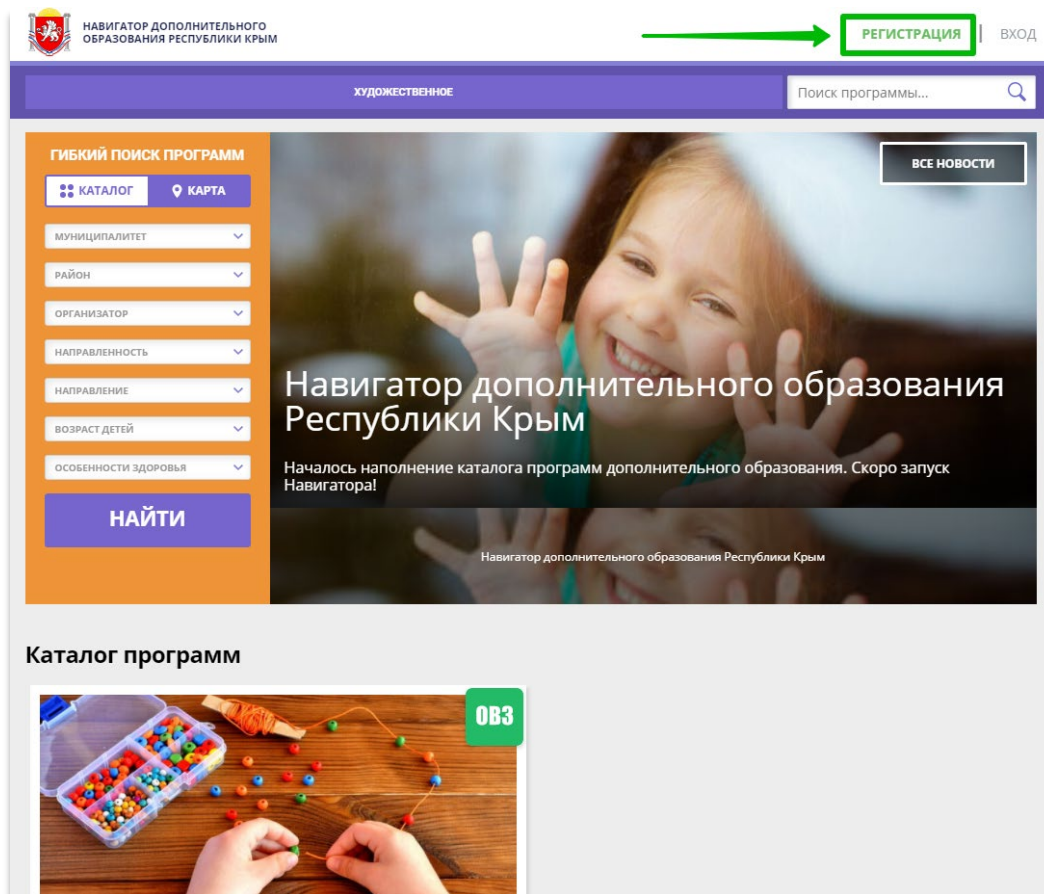 НАВИГАТОР ДОПОЛНИТЕЛЬНОГО
ОБРАЗОВАНИЯ РЕСПУБЛИКИ КРЫМ
РЕГИСТРАЦИЯ | ВХОД
ХУДОЖЕСТВЕННОЕ
Поиск программы...
ГИБКИЙ ПОИСК ПРОГРАММ
КАТАЛОГ
КАРТА
МУНИЦИПАЛИТЕТ
РАЙОН
ОРГАНИЗАТОР
НАПРАВЛЕННОСТЬ
НАПРАВЛЕНИЕ
ВОЗРАСТ ДЕТЕЙ
ОСОБЕННОСТИ ЗДОРОВЬЯ
НАЙТИ
ВСЕ НОВОСТИ
Навигатор дополнительного образования
Республики Крым
Началось наполнение каталога программ дополнительного образования. Скоро запуск
Навигатора!
Навигатор дополнительного образования Республики Крым
Каталог программ
ОВЗ